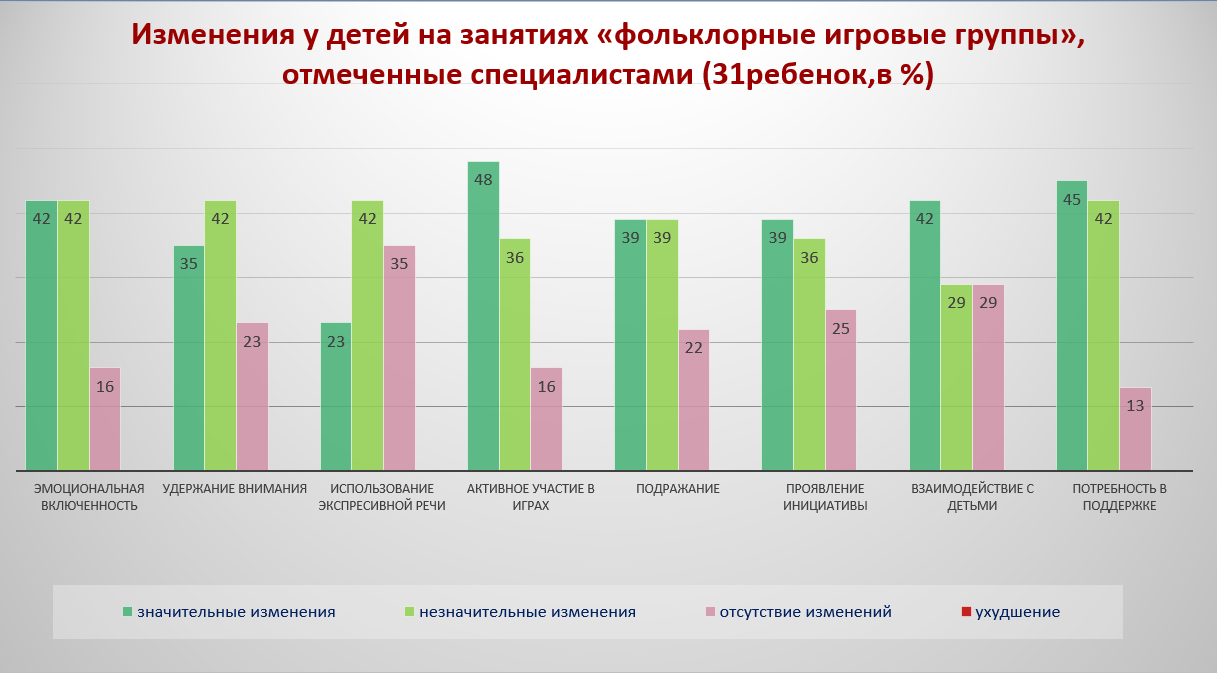 Изменения у детей на занятиях «фольклорные игровые группы»,
отмеченные специалистами (31ребенок,в %)
42 42 16
35 42 23
23 42 35
48 36 16
39 39 22
39 36 25
42 29 29
45 42 13
ЭМОЦИОНАЛЬНАЯ
ВКЛЮЧЕННОСТЬ
УДЕРЖАНИЕ ВНИМАНИЯ
ИСПОЛЬЗОВАНИЕ
ЭКСПРЕСИВНОЙ РЕЧИ
АКТИВНОЕ УЧАСТИЕ В
ИГРАХ
ПОДРАЖАНИЕ
ПРОЯВЛЕНИЕ
ИНИЦИАТИВЫ
ВЗАИМОДЕЙСТВИЕ С
ДЕТЬМИ
ПОТРЕБНОСТЬ В
ПОДДЕРЖКЕ
значительные изменения
незначительные изменения
отсутствие изменений
ухудшение